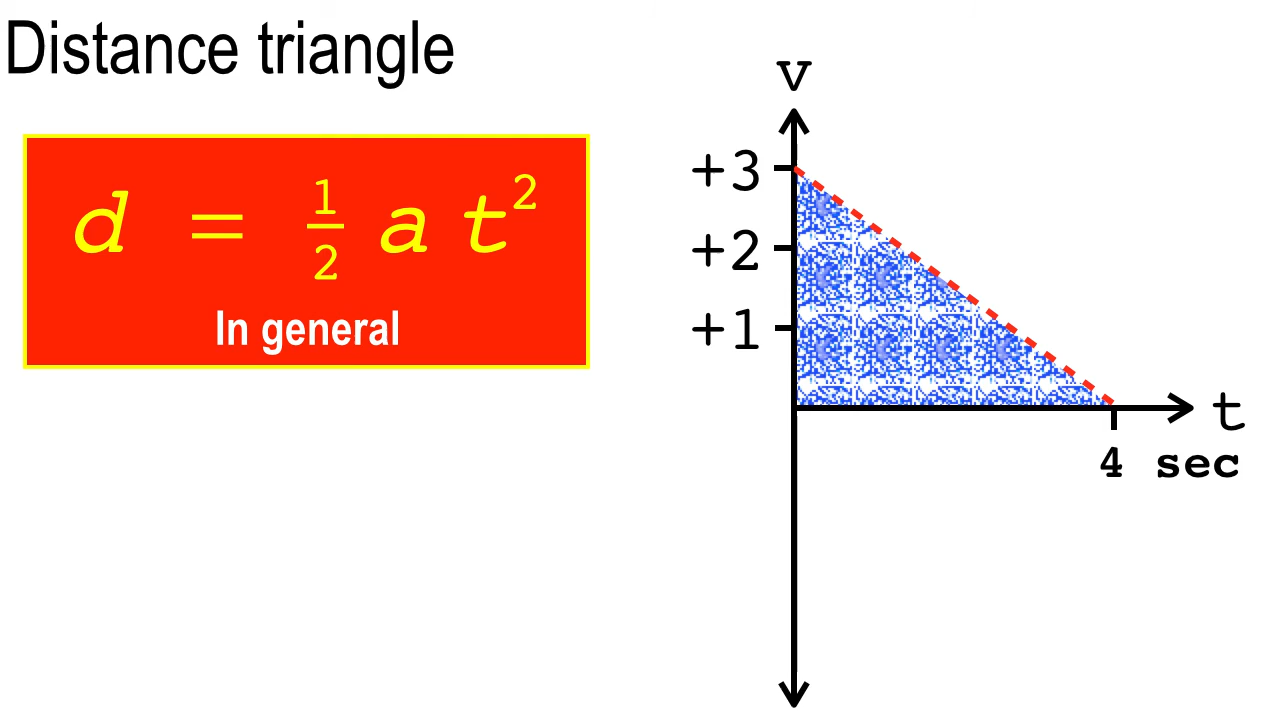 Distance triangle
d = ½ a t²
In general
v
+3
+2
+1
t
4 sec